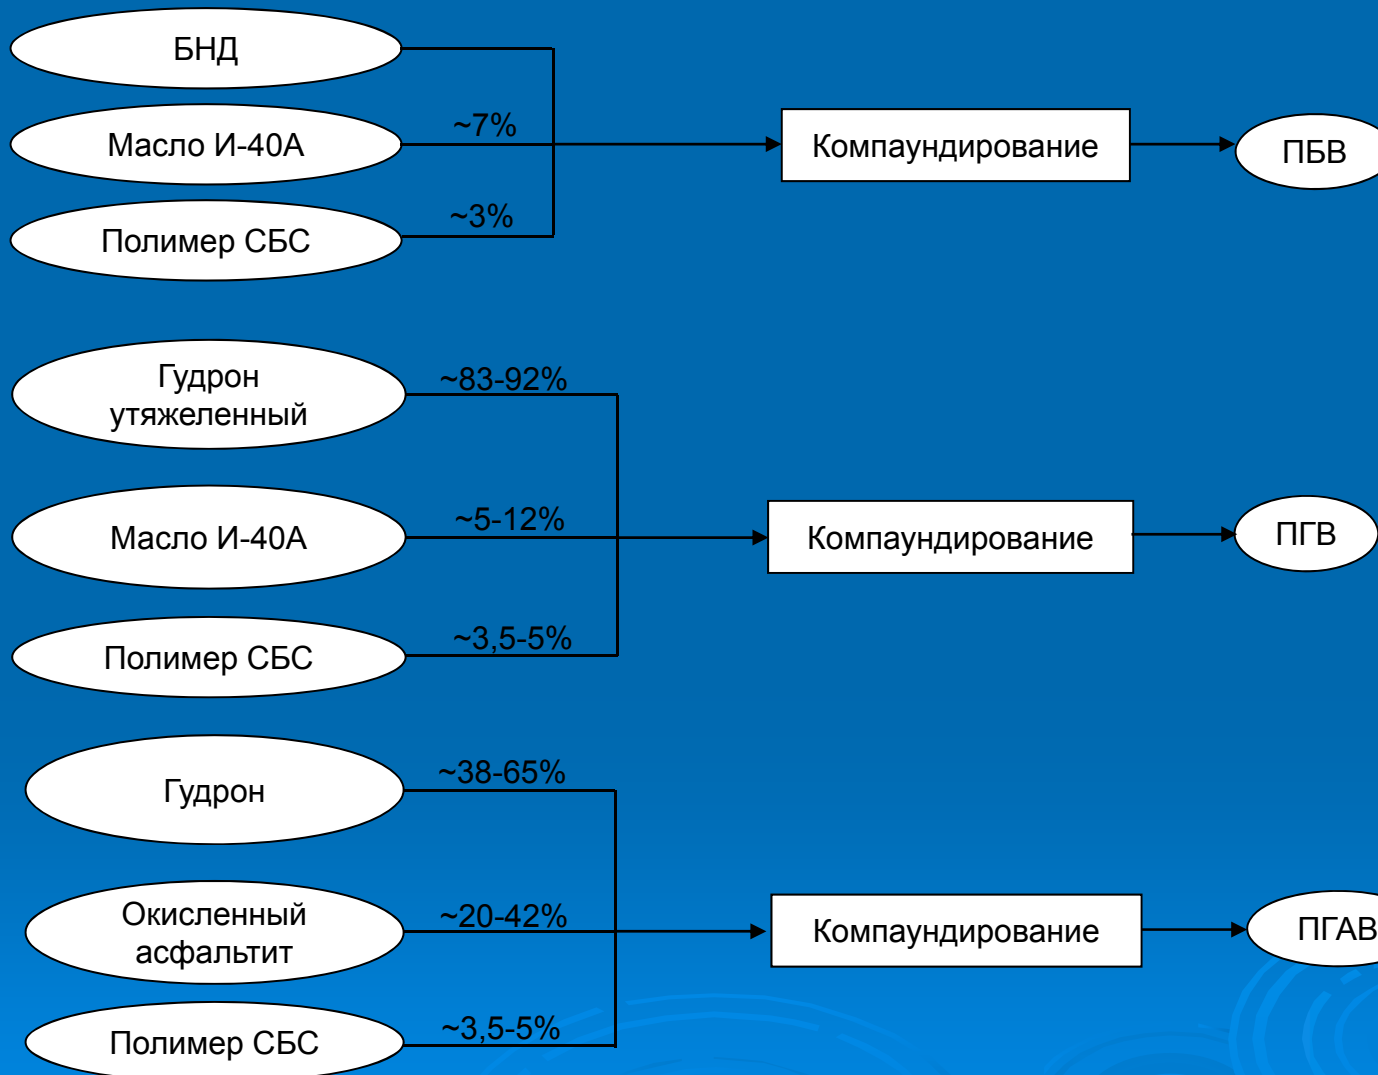 БНД
Масло И-40А
~7%
Компаундирование
ПБВ
Полимер СБС
~3%
Гудрон
утяжеленный
~83-92%
Масло И-40А
~5-12%
Компаундирование
ПГВ
Полимер СБС
~3,5-5%
Гудрон
~38-65%
Окисленный
асфальтит
~20-42%
Компаундирование
ПГАВ
Полимер СБС
~3,5-5%